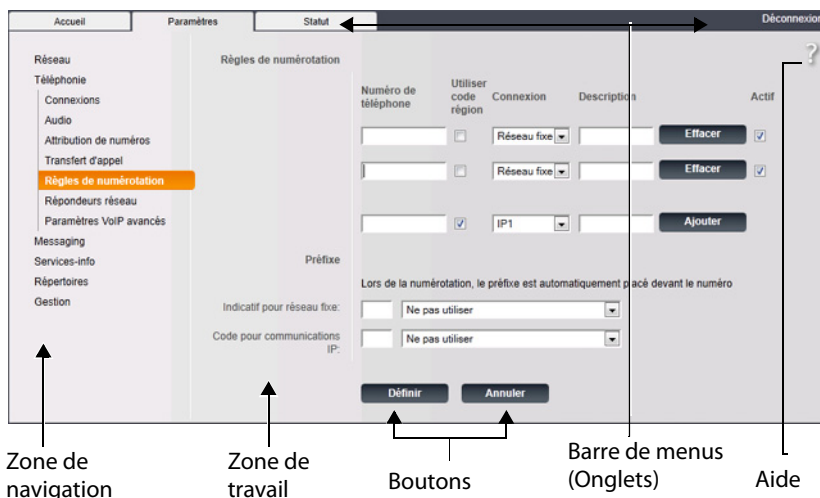 Accueil Paramètres Statut Déconnexion
?
Réseau
Téléphonie
Connexions
Audio
Attribution de numéros
Transfert d'appel
Règles de numérotation
Répondeurs réseau
Paramètres VoIP avancés
Messaging
Services-info
Répertoires
Gestion
Règles de numérotation
Numéro de téléphone Utiliser code région Connexion Description Actif
Réseau fixe Effacer
Réseau fixe Effacer
IP1 Ajouter
Préfixe
Lors de la numérotation, le préfixe est automatiquement placé devant le numéro
Indicatif pour réseau fixe: Ne pas utiliser
Code pour communications IP: Ne pas utiliser
Définir Annuler
Zone de
navigation
Zone de
travail
Boutons
Barre de menus
(Onglets)
Aide